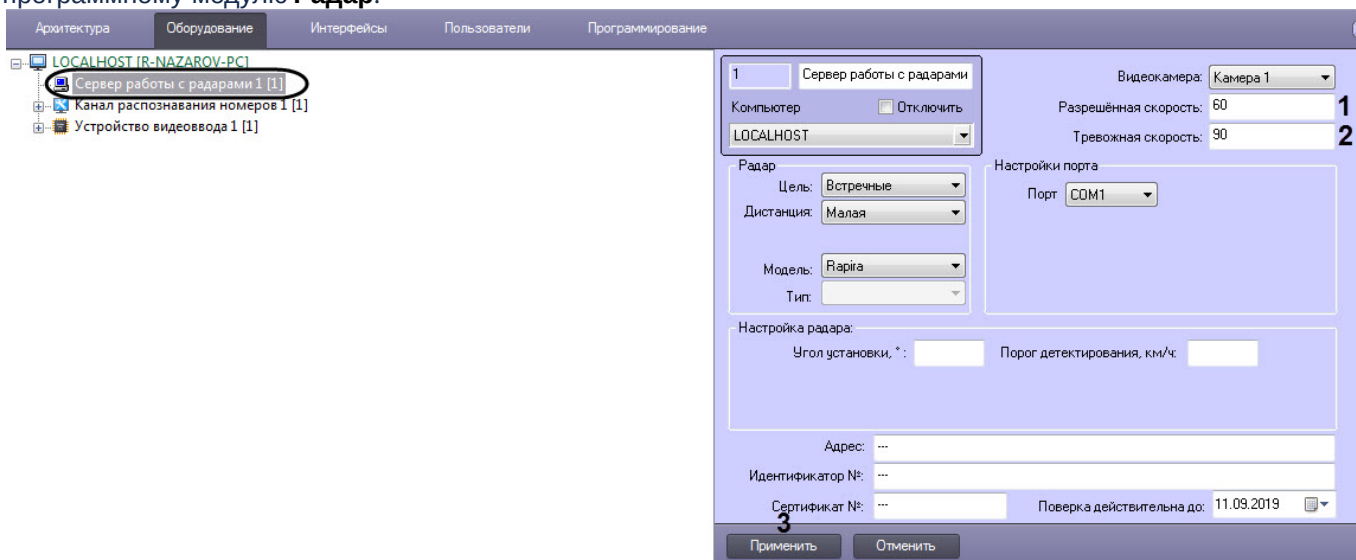 программному модулю Радар.
Архитектура Оборудование Интерфейсы Пользователи Программирование
LOCALHOST [R-NAZAROV-PC]
Сервер работы с радарами 1 [1]
Канал распознавания номеров 1 [1]
Устройство видеоввода 1 [1]
1 Сервер работы с радарами
Компьютер Отключить
LOCALHOST
Видеокамера: Камера 1
Разрешённая скорость: 60 1
Тревожная скорость: 90 2
Радар
Цель: Встречные
Дистанция: Малая
Модель: Rapira
Тип:
Настройки порта
Порт COM1
Настройка радара:
Угол установки, ° : Порог детектирования, км/ч:
Адрес: ---
Идентификатор №: ---
Сертификат №: --- Поверка действительна до: 11.09.2019
3
Применить Отменить